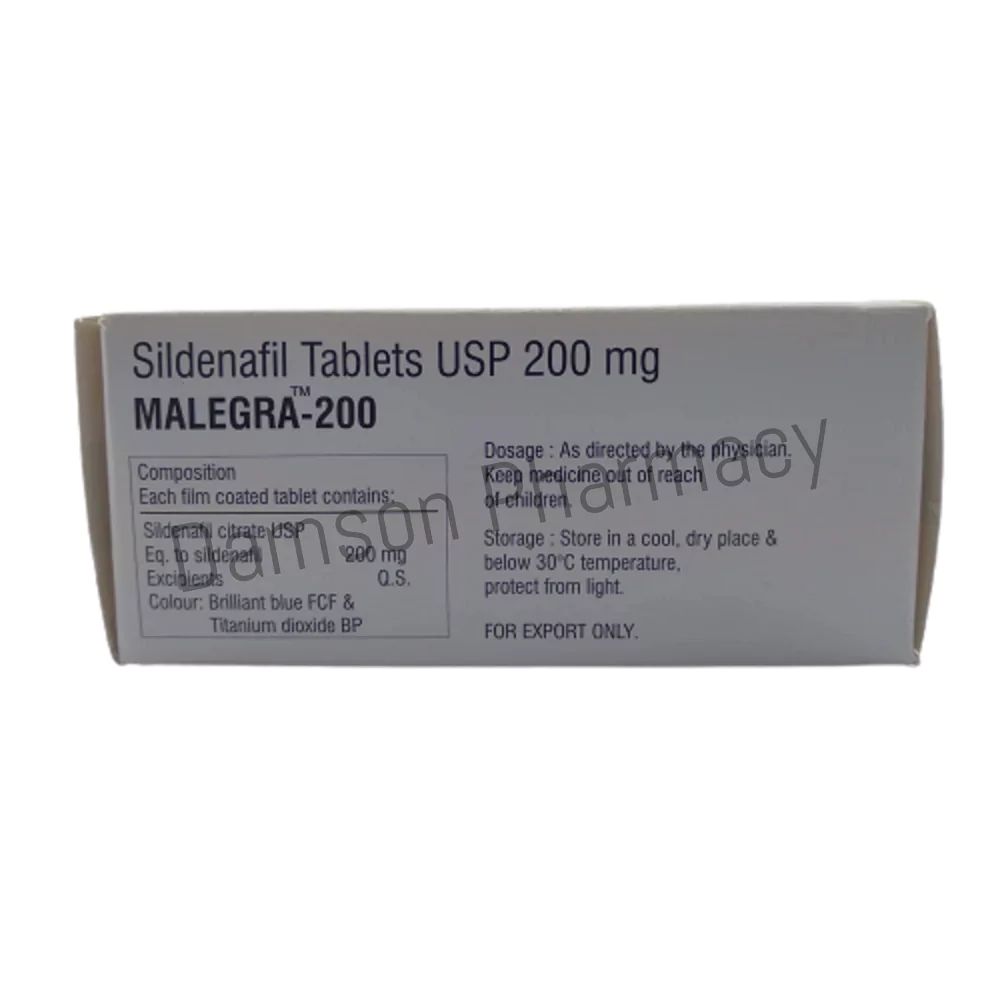 Sildenafil Tablets USP 200 mg
MALEGRA™-200
Composition
Each film coated tablet contains:
Sildenafil citrate USP
Eq. to sildenafil 200 mg
Excipients Q.S.
Colour: Brilliant blue FCF &
Titanium dioxide BP
Dosage : As directed by the physician.
Keep medicine out of reach
of children.
Storage : Store in a cool, dry place &
below 30°C temperature,
protect from light.
FOR EXPORT ONLY.
Damson Pharmacy